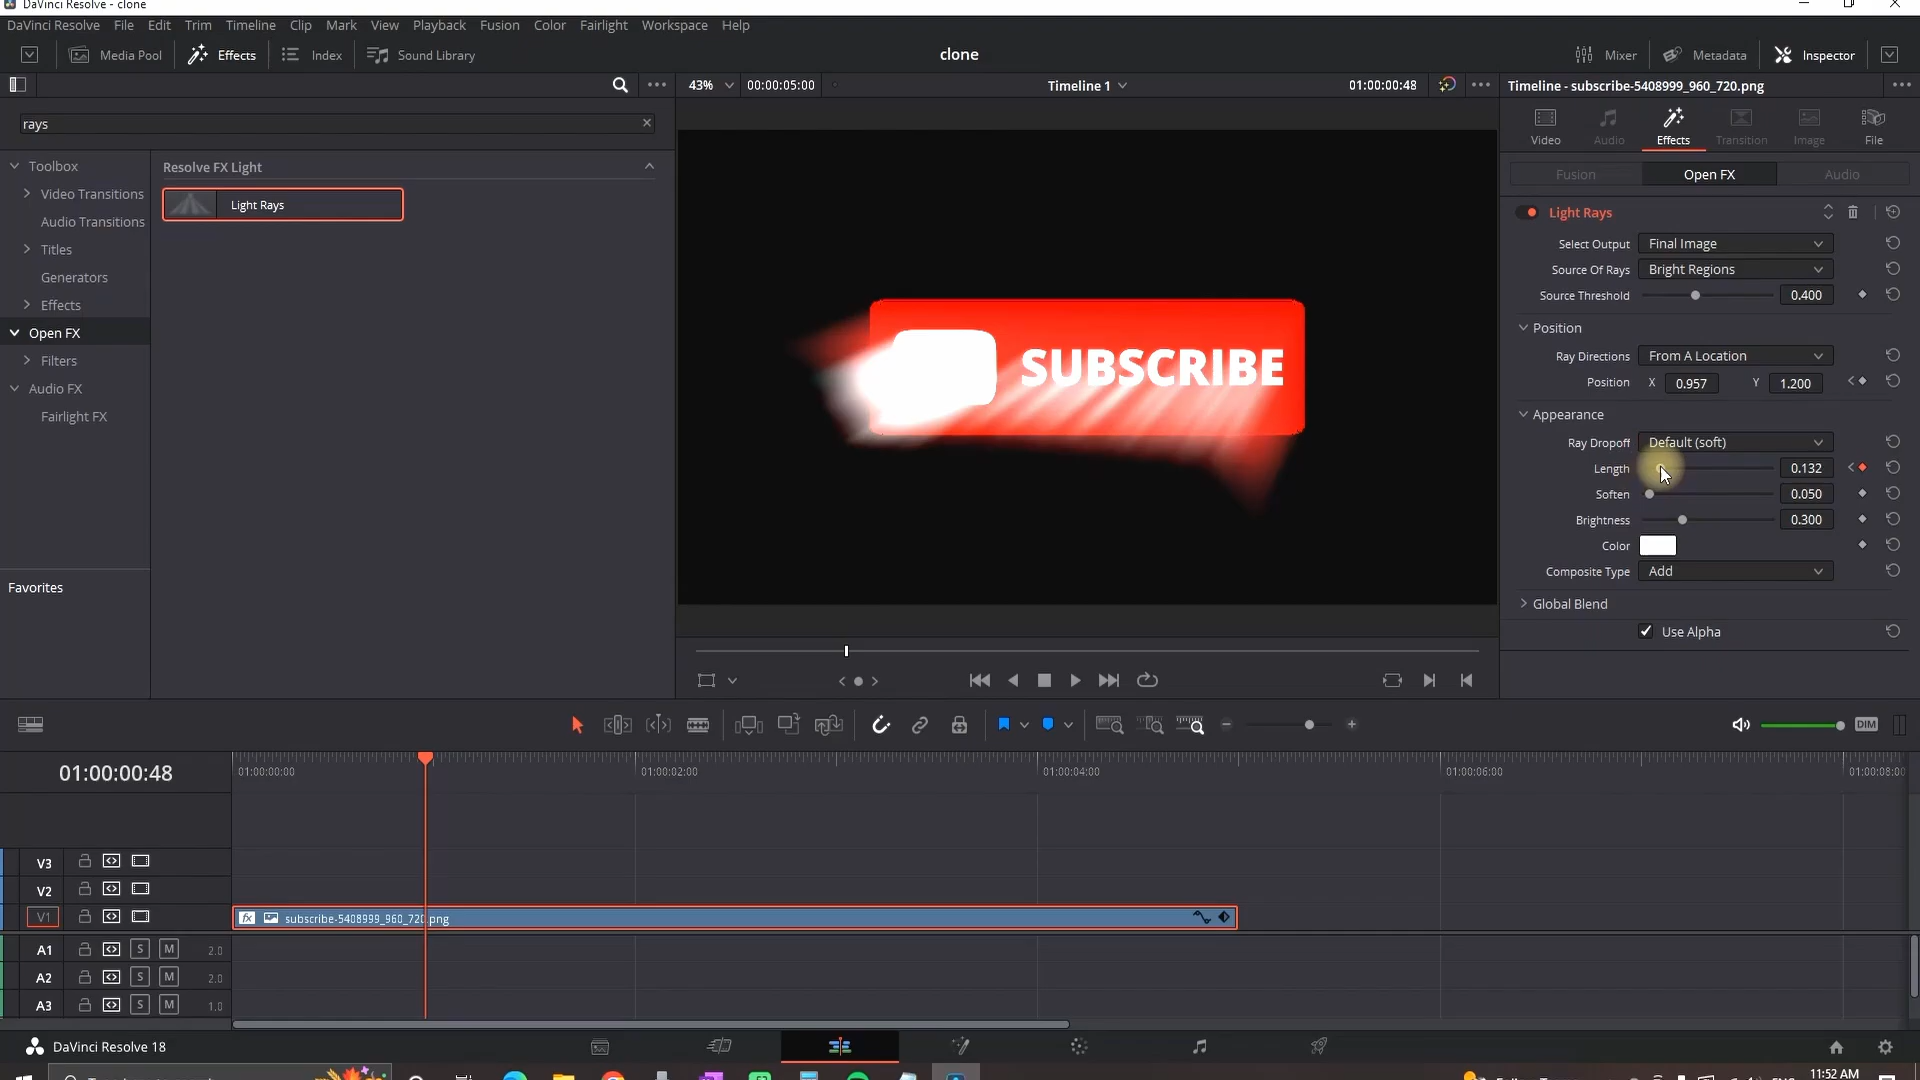 DaVinci Resolve - clone
DaVinci Resolve File Edit Trim Timeline Clip Mark View Playback Fusion Color Fairlight Workspace Help
Media Pool Effects Index Sound Library
clone
Mixer Metadata Inspector
43% 00:00:05:00 Timeline 1 01:00:00:48
Timeline - subscribe-5408999_960_720.png
rays
Toolbox
Video Transitions
Audio Transitions
Titles
Generators
Effects
Open FX
Filters
Audio FX
Fairlight FX
Favorites
Resolve FX Light
Light Rays
SUBSCRIBE
Video Audio Effects Transition Image File
Fusion Open FX Audio
Light Rays
Select Output Final Image
Source Of Rays Bright Regions
Source Threshold 0.400
Position
Ray Directions From A Location
Position X 0.957 Y 1.200
Appearance
Ray Dropoff Default (soft)
Length 0.132
Soften 0.050
Brightness 0.300
Color
Composite Type Add
Global Blend
Use Alpha
DIM
01:00:00:48
01:00:00:00 01:00:02:00 01:00:04:00 01:00:06:00 01:00:08:00
V3
V2
V1 fx subscribe-5408999_960_720.png
A1 S M 2.0
A2 S M 2.0
A3 S M 1.0
DaVinci Resolve 18
11:52 AM